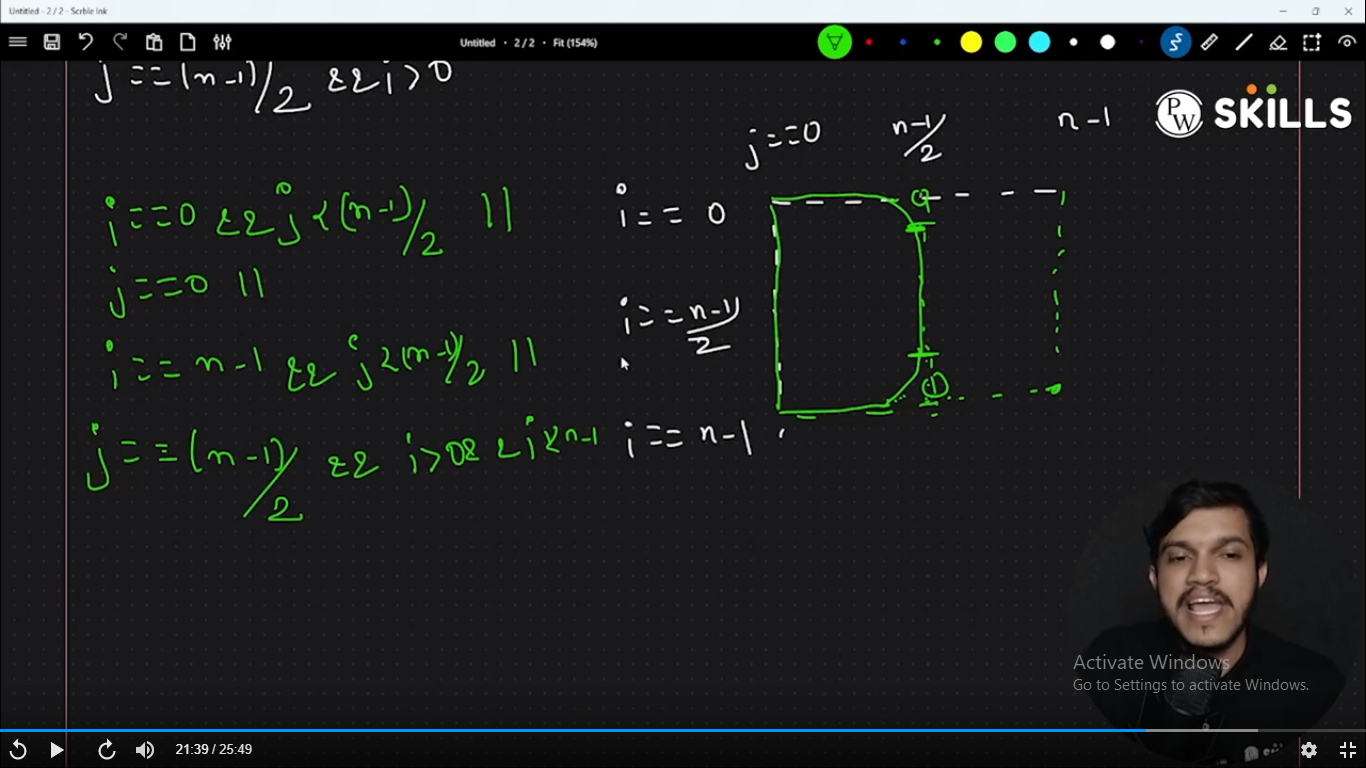 Untitled - 2 / 2 - Scrble Ink
Untitled • 2 / 2 • Fit (154%)
j==(n-1)/2 && i>0
PW SKILLS
j==0
n-1/2
n-1
i==0 && j<(n-1)/2 ||
i==0
j==0 ||
i==n-1/2
i==n-1 && j<(n-1)/2 ||
j==(n-1)/2 && i>0 && i<n-1
i==n-1
Activate Windows
Go to Settings to activate Windows.
21:39 / 25:49